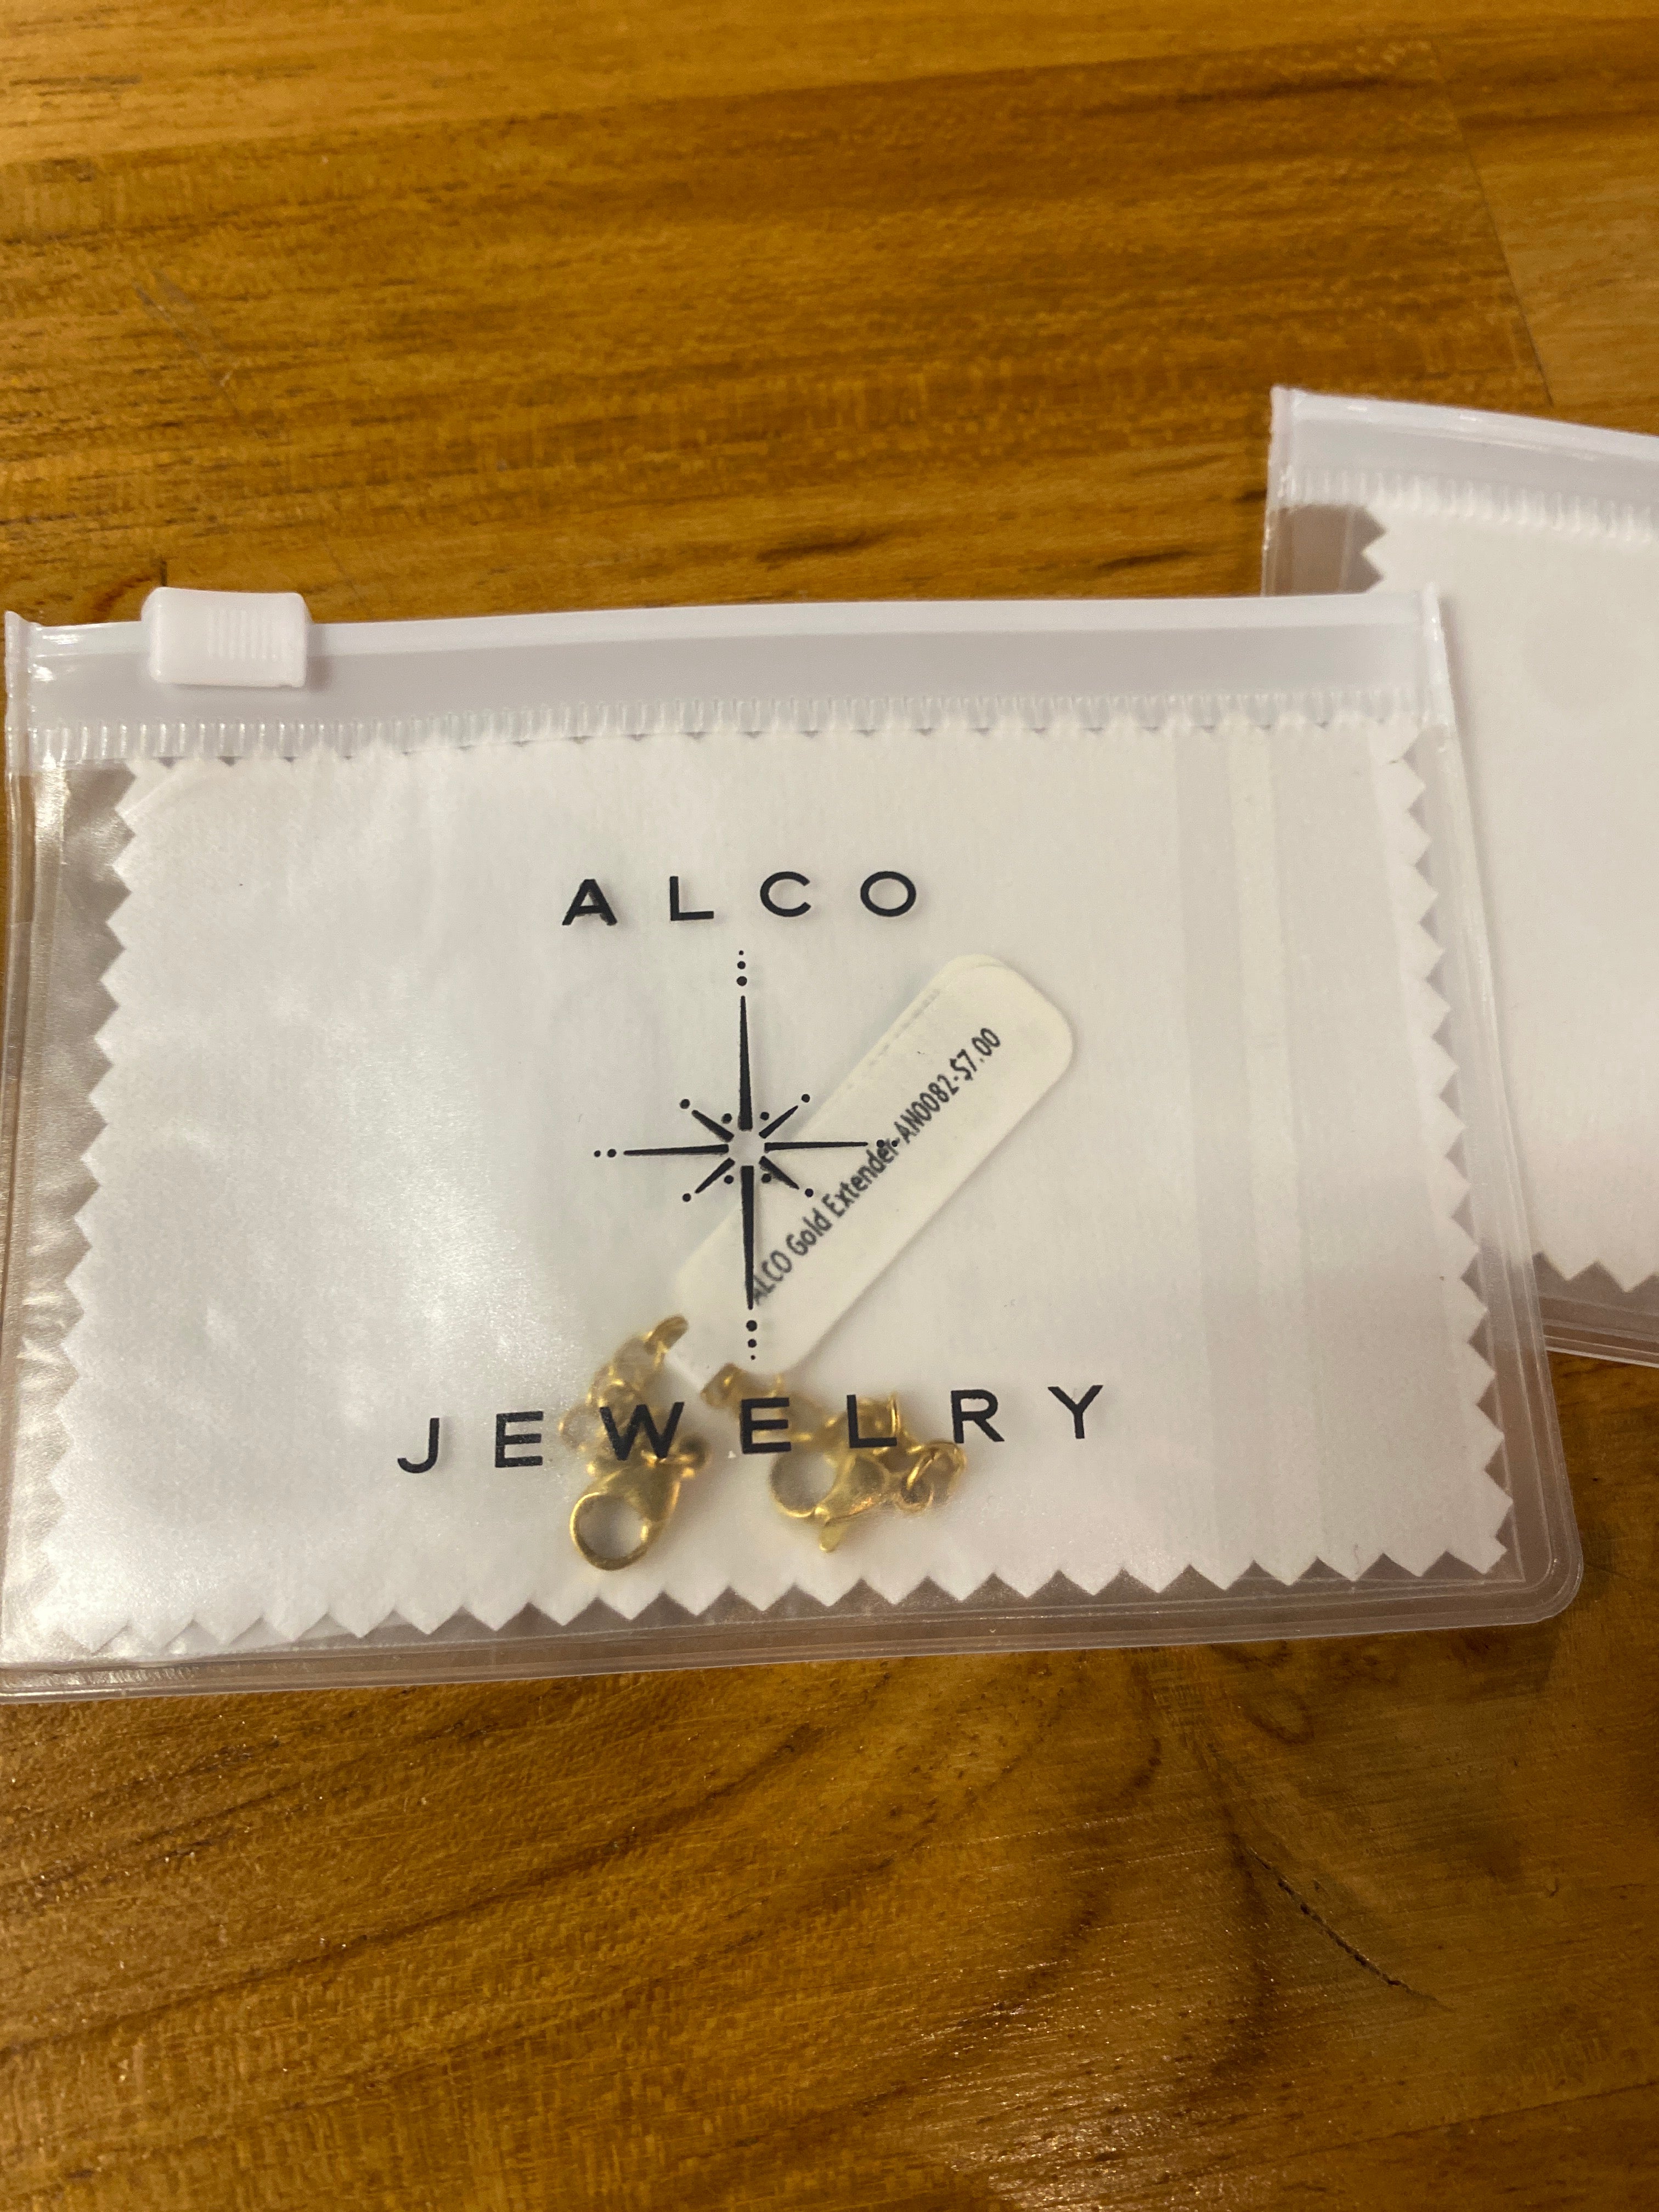 ALCO
ALCO Gold Extender-AN0082-$7.00
JEWELRY